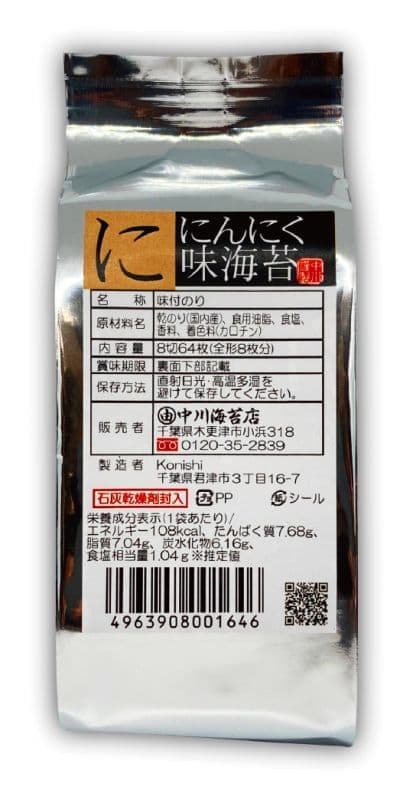 に
にんにく
味海苔
名称 味付のり
原材料名 乾のり(国内産)、食用油脂、食塩、
香料、着色料(カロチン)
内容量 8切64枚(全形8枚分)
賞味期限 裏面下部記載
保存方法 直射日光・高温多湿を
避けて保存してください。
販売者 中川海苔店
千葉県木更津市小浜318
0120-35-2839
製造者 Konishi
千葉県君津市3丁目16-7
石灰乾燥剤封入 プラ PP 紙 シール
栄養成分表示(1袋あたり)/
エネルギー108kcal、たんぱく質7.68g、
脂質7.04g、炭水化物6.16g、
食塩相当量1.04g ※推定値
4963908001646